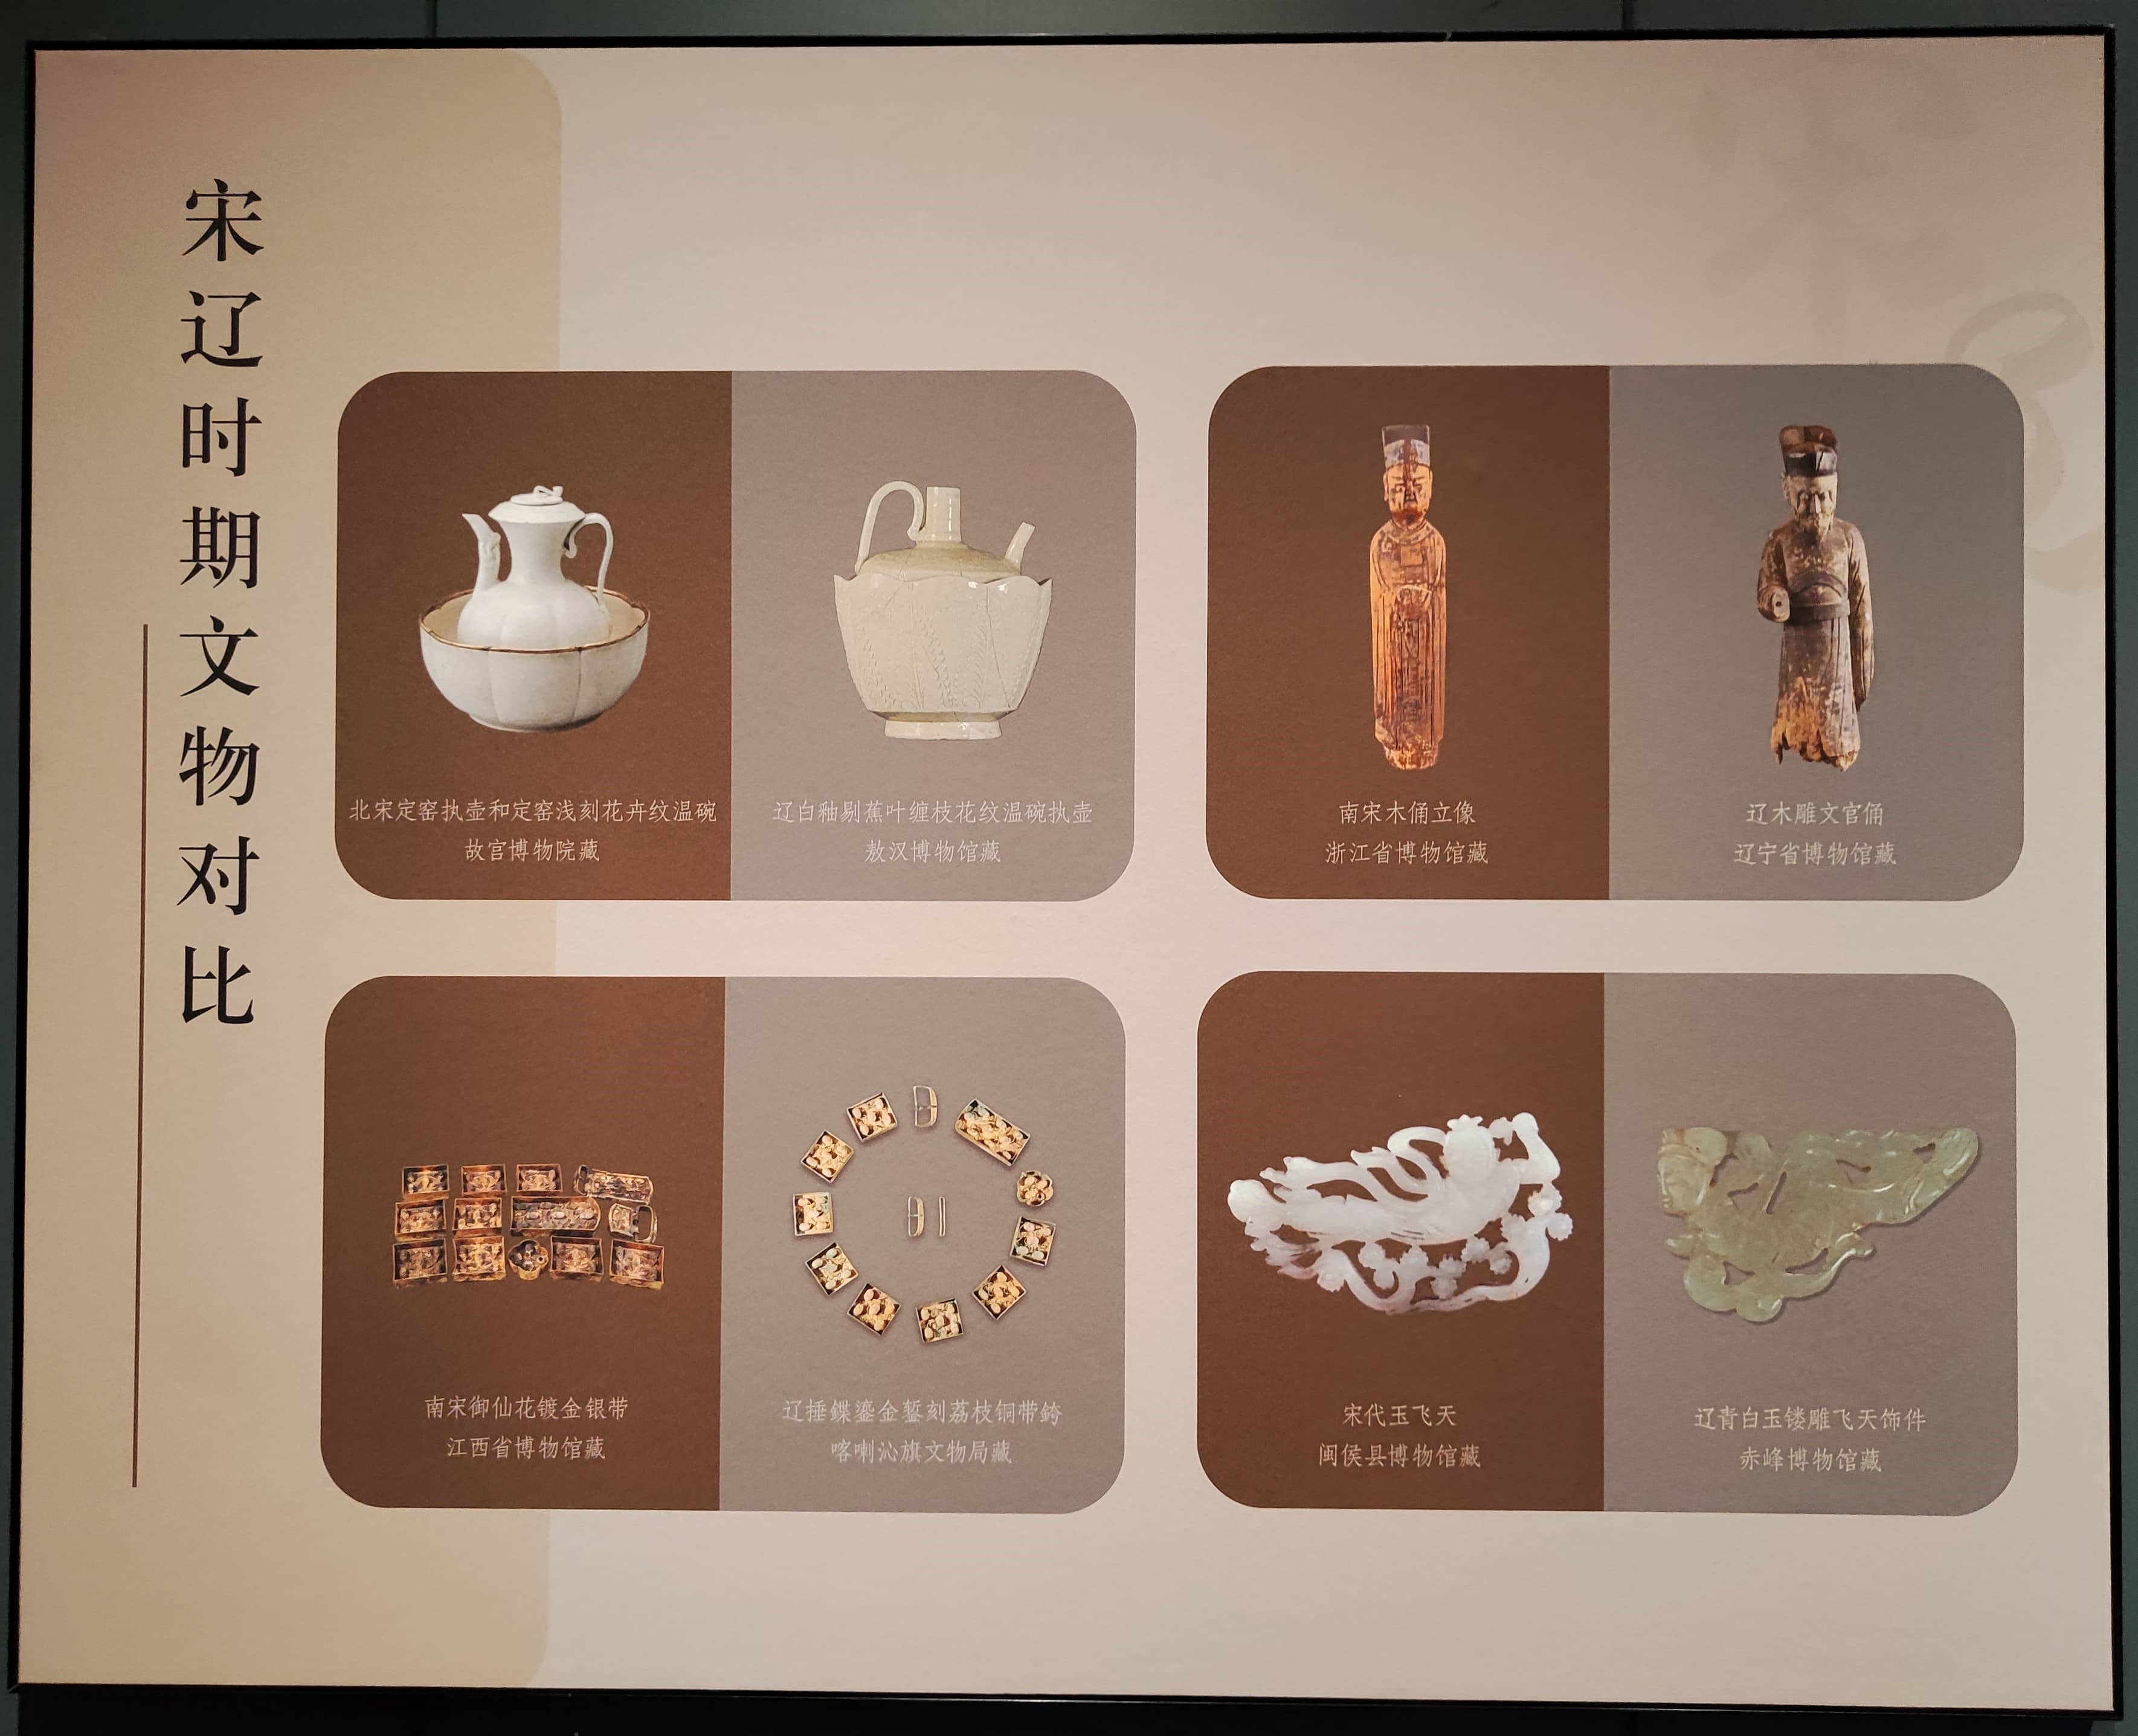 宋辽时期文物对比
北宋定窑执壶和定窑浅刻花卉纹温碗
故宫博物院藏
辽白釉剔蕉叶缠枝花纹温碗执壶
敖汉博物馆藏
南宋木俑立像
浙江省博物馆藏
辽木雕文官俑
辽宁省博物馆藏
南宋御仙花镀金银带
江西省博物馆藏
辽捶鍱鎏金錾刻荔枝铜带銙
喀喇沁旗文物局藏
宋代玉飞天
闽侯县博物馆藏
辽青白玉镂雕飞天饰件
赤峰博物馆藏